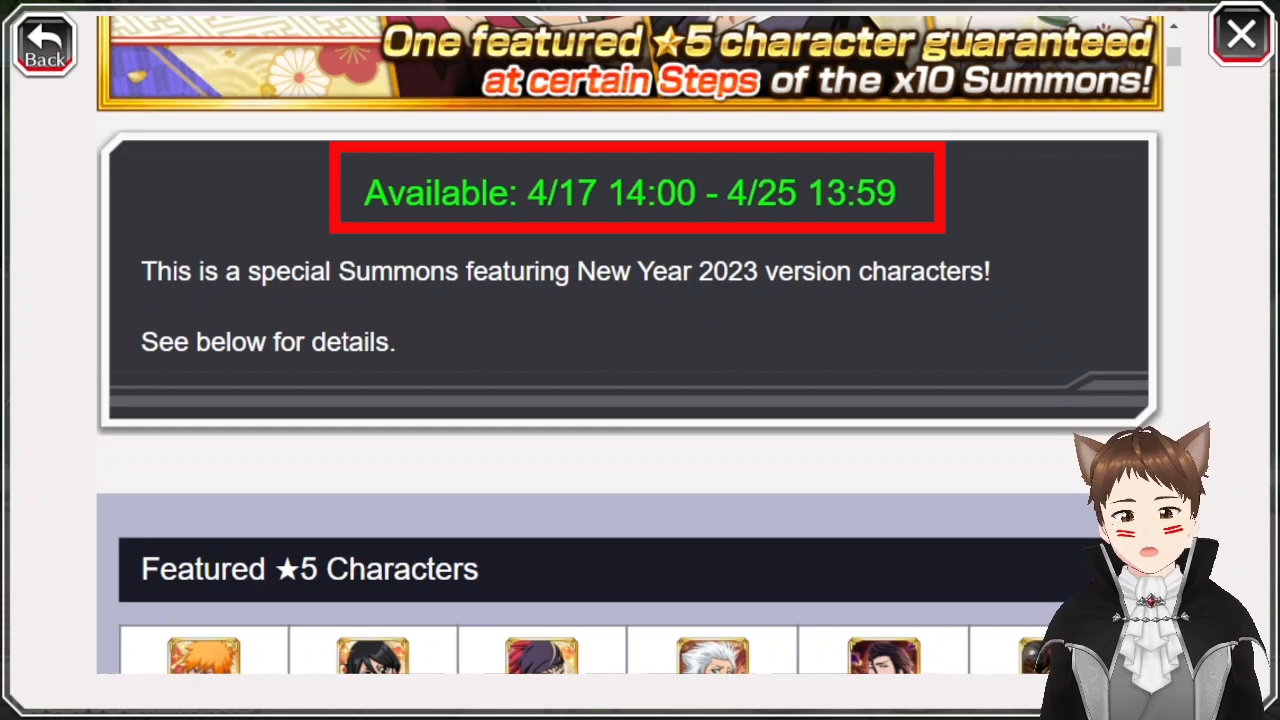 One featured ★5 character guaranteed
at certain Steps of the x10 Summons!
Back
Available: 4/17 14:00 - 4/25 13:59
This is a special Summons featuring New Year 2023 version characters!
See below for details.
Featured ★5 Characters